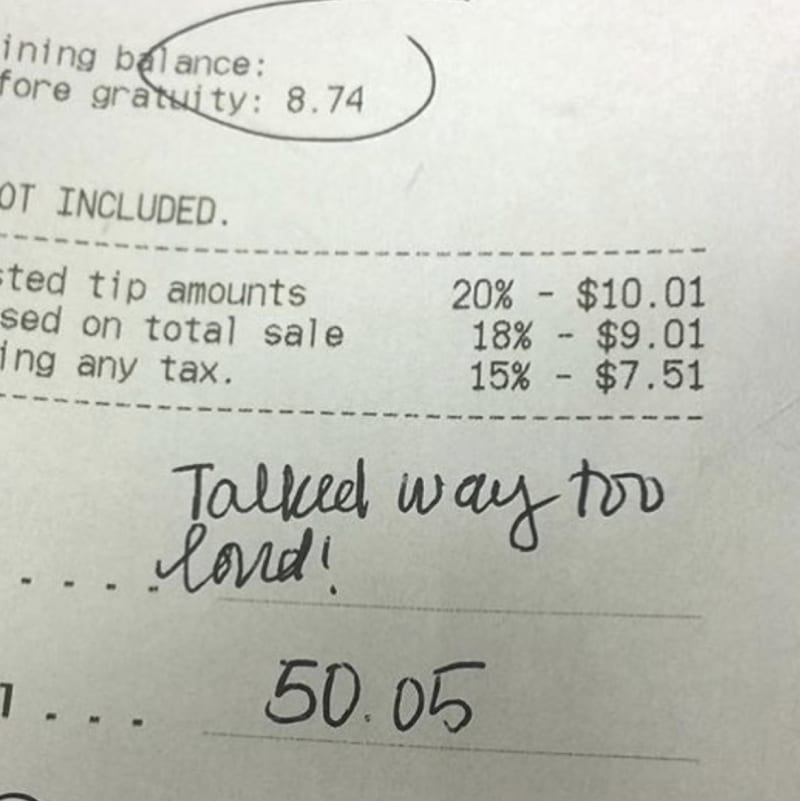 ining balance:
fore gratuity: 8.74
OT INCLUDED.
sted tip amounts 20% - $10.01
sed on total sale 18% - $9.01
ing any tax. 15% - $7.51
Talked way too
. . . . loud!
l . . . 50.05